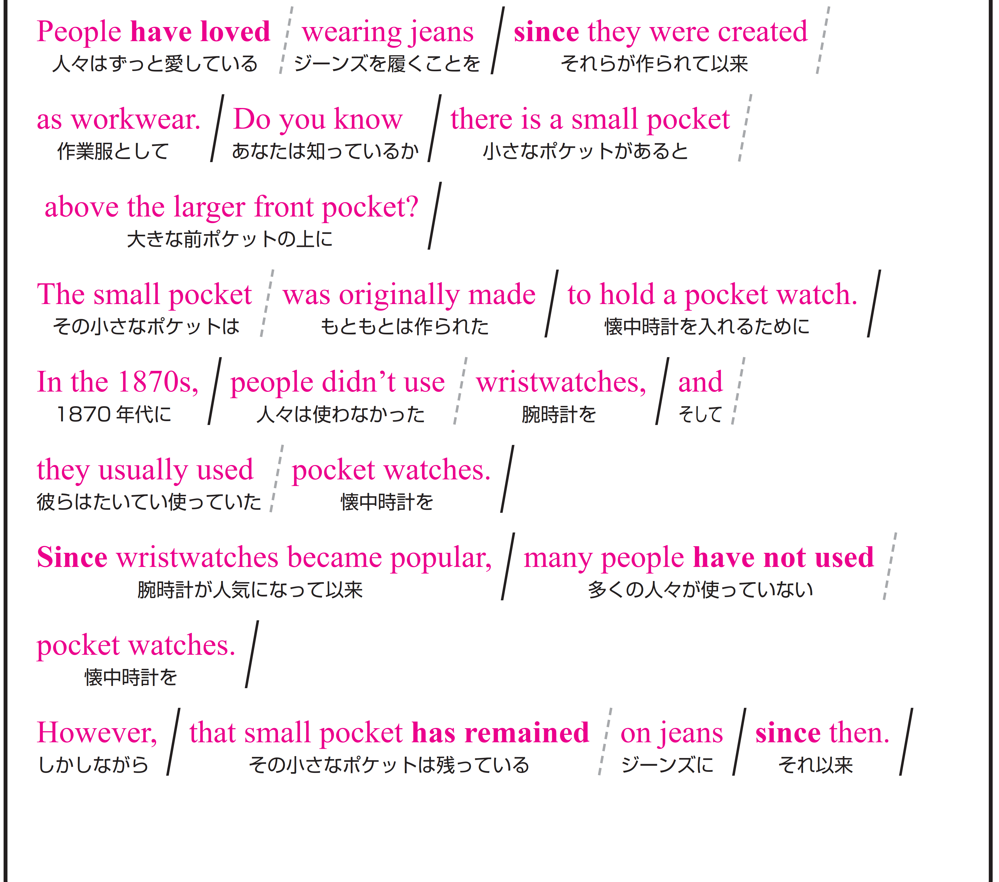 People have loved / wearing jeans / since they were created /
人々はずっと愛している ジーンズを履くことを それらが作られて以来
as workwear. / Do you know / there is a small pocket /
作業服として あなたは知っているか 小さなポケットがあると
above the larger front pocket? /
大きな前ポケットの上に
The small pocket / was originally made / to hold a pocket watch. /
その小さなポケットは もともとは作られた 懐中時計を入れるために
In the 1870s, / people didn’t use / wristwatches, / and /
1870 年代に 人々は使わなかった 腕時計を そして
they usually used / pocket watches. /
彼らはたいてい使っていた 懐中時計を
Since wristwatches became popular, / many people have not used /
腕時計が人気になって以来 多くの人々が使っていない
pocket watches. /
懐中時計を
However, / that small pocket has remained / on jeans / since then. /
しかしながら その小さなポケットは残っている ジーンズに それ以来